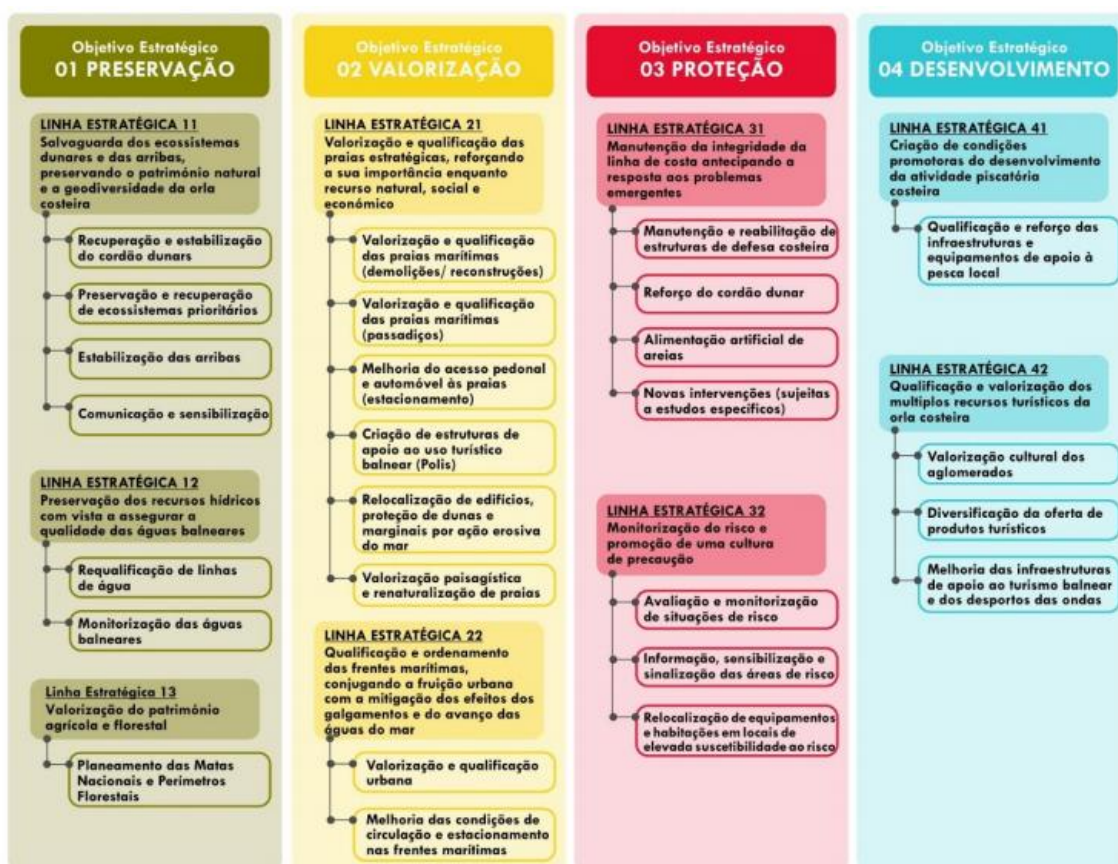 Objetivo Estratégico
01 PRESERVAÇÃO
LINHA ESTRATÉGICA 11
Salvaguarda dos ecossistemas
dunares e das arribas,
preservando o património natural
e a geodiversidade da orla
costeira
Recuperação e estabilização
do cordão dunars
Preservação e recuperação
de ecossistemas prioritários
Estabilização das arribas
Comunicação e sensibilização
LINHA ESTRATÉGICA 12
Preservação dos recursos hídricos
com vista a assegurar a
qualidade das águas balneares
Requalificação de linhas
de água
Monitorização das águas
balneares
Linha Estratégica 13
Valorização do património
agrícola e florestal
Planeamento das Matas
Nacionais e Perímetros
Florestais
Objetivo Estratégico
02 VALORIZAÇÃO
LINHA ESTRATÉGICA 21
Valorização e qualificação das
praias estratégicas, reforçando
a sua importância enquanto
recurso natural, social e
económico
Valorização e qualificação
das praias marítimas
(demolições/ reconstruções)
Valorização e qualificação
das praias marítimas
(passadiços)
Melhoria do acesso pedonal
e automóvel às praias
(estacionamento)
Criação de estruturas de
apoio ao uso turístico
balnear (Polis)
Relocalização de edifícios,
proteção de dunas e
marginais por ação erosiva
do mar
Valorização paisagística
e renaturalização de praias
LINHA ESTRATÉGICA 22
Qualificação e ordenamento
das frentes marítimas,
conjugando a fruição urbana
com a mitigação dos efeitos dos
galgamentos e do avanço das
águas do mar
Valorização e qualificação
urbana
Melhoria das condições de
circulação e estacionamento
nas frentes marítimas
Objetivo Estratégico
03 PROTEÇÃO
LINHA ESTRATÉGICA 31
Manutenção da integridade da
linha de costa antecipando a
resposta aos problemas
emergentes
Manutenção e reabilitação de
estruturas de defesa costeira
Reforço do cordão dunar
Alimentação artificial de
areias
Novas intervenções (sujeitas
a estudos específicos)
LINHA ESTRATÉGICA 32
Monitorização do risco e
promoção de uma cultura
de precaução
Avaliação e monitorização
de situações de risco
Informação, sensibilização e
sinalização das áreas de risco
Relocalização de equipamentos
e habitações em locais de
elevada suscetibilidade ao risco
Objetivo Estratégico
04 DESENVOLVIMENTO
LINHA ESTRATÉGICA 41
Criação de condições
promotoras do desenvolvimento
da atividade piscatória
costeira
Qualificação e reforço das
infraestruturas e
equipamentos de apoio à
pesca local
LINHA ESTRATÉGICA 42
Qualificação e valorização dos
multiplos recursos turísticos da
orla costeira
Valorização cultural dos
aglomerados
Diversificação da oferta de
produtos turísticos
Melhoria das infraestruturas
de apoio ao turismo balnear
e dos desportos das ondas